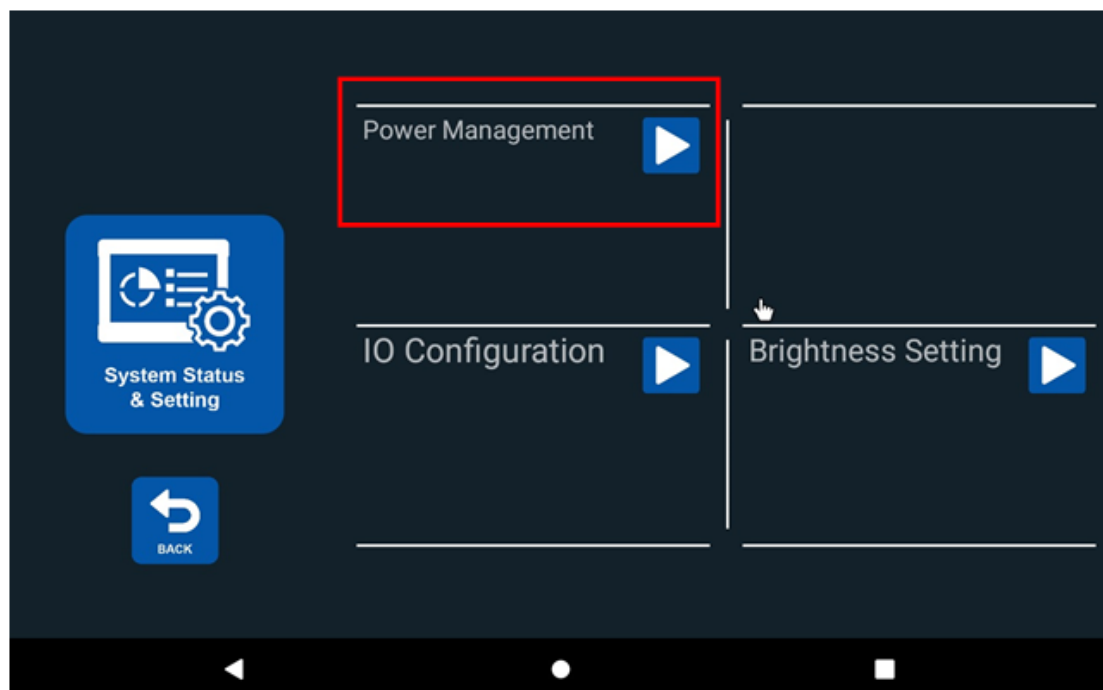 Power Management
IO Configuration
Brightness Setting
System Status
& Setting
BACK